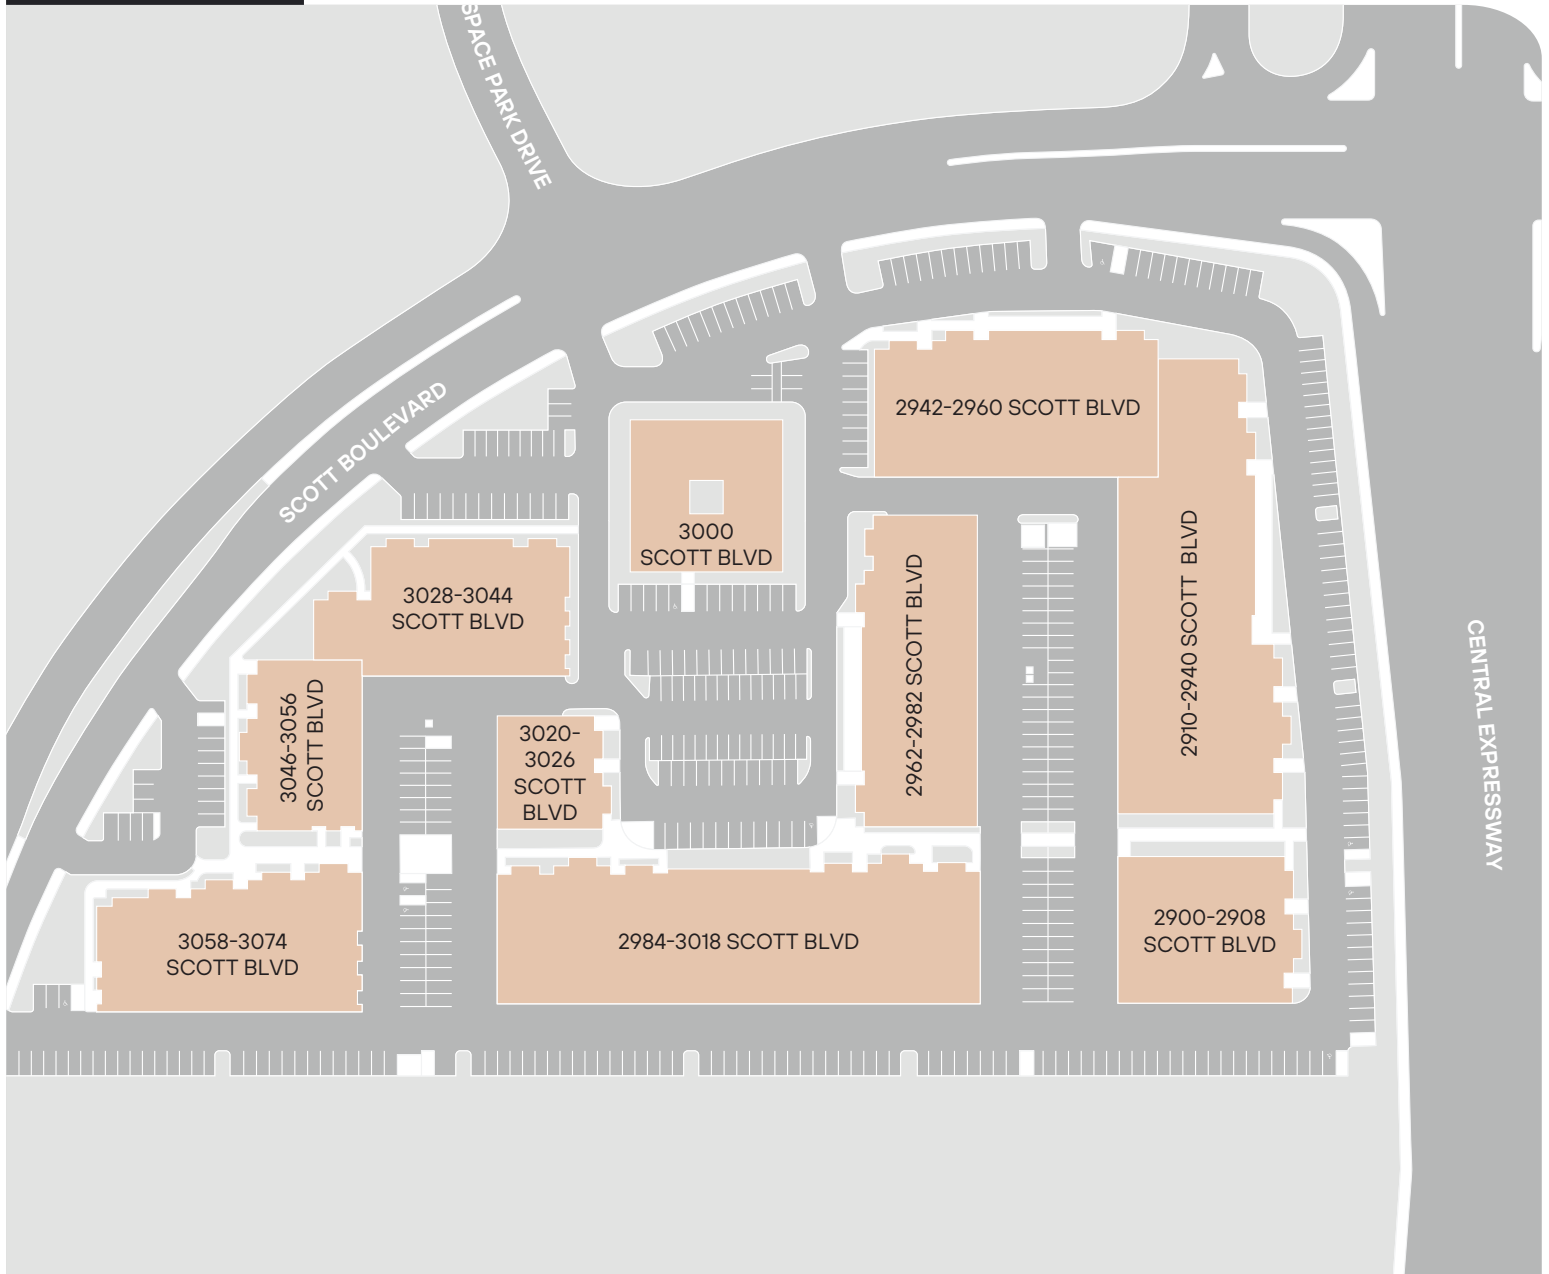 SPACE PARK DRIVE
SCOTT BOULEVARD
2942-2960 SCOTT BLVD
3000
SCOTT BLVD
3028-3044
SCOTT BLVD
2910-2940 SCOTT BLVD
2962-2982 SCOTT BLVD
3046-3056
SCOTT BLVD
3020-
3026
SCOTT
BLVD
CENTRAL EXPRESSWAY
3058-3074
SCOTT BLVD
2984-3018 SCOTT BLVD
2900-2908
SCOTT BLVD